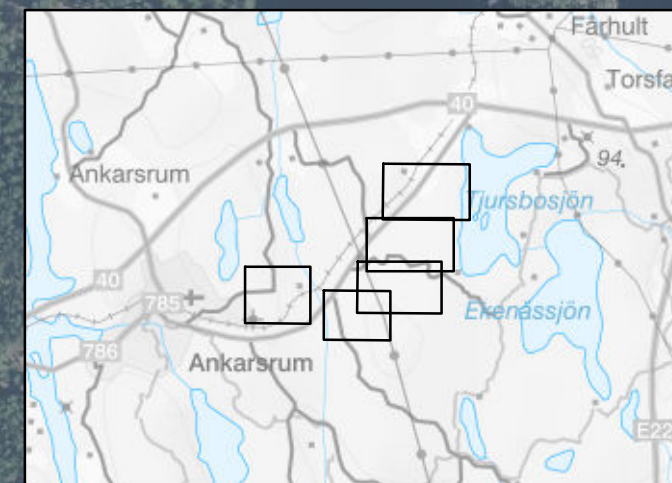 Fårhult
Torsfa
40
94.
Ankarsrum
Tjursbosjön
40
785
Ekenässjön
786
Ankarsrum
E22